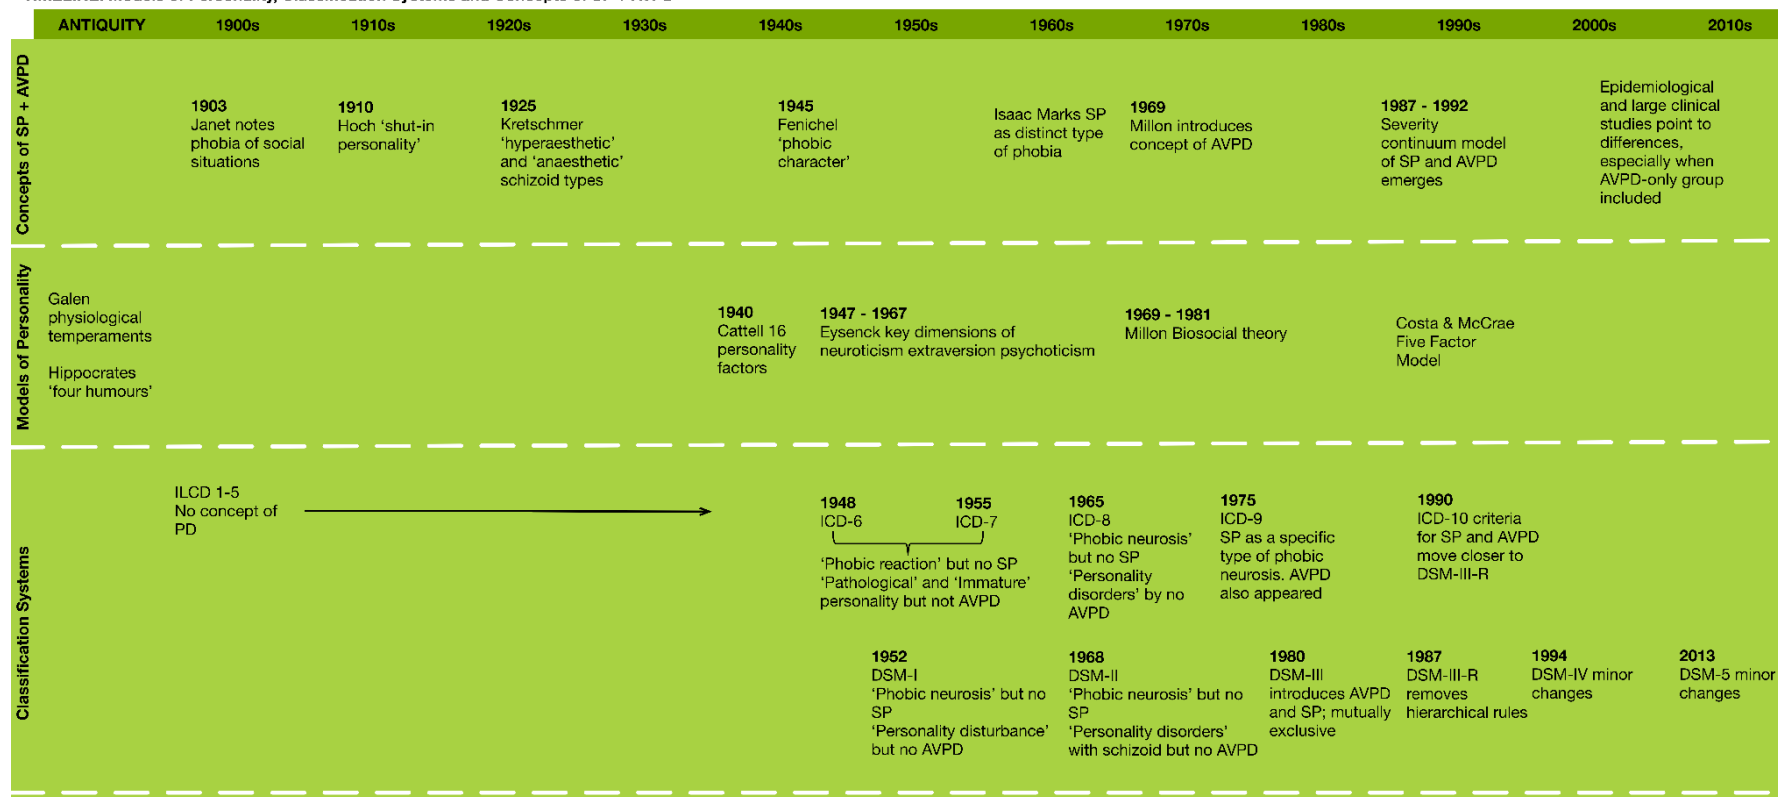 ANTIQUITY 1900s 1910s 1920s 1930s 1940s 1950s 1960s 1970s 1980s 1990s 2000s 2010s
Concepts of SP + AVPD
1903
Janet notes
phobia of social
situations
1910
Hoch ‘shut-in
personality’
1925
Kretschmer
‘hyperaesthetic’
and ‘anaesthetic’
schizoid types
1945
Fenichel
‘phobic
character’
Isaac Marks SP
as distinct type
of phobia
1969
Millon introduces
concept of AVPD
1987 - 1992
Severity
continuum model
of SP and AVPD
emerges
Epidemiological
and large clinical
studies point to
differences,
especially when
AVPD-only group
included
Models of Personality
Galen
physiological
temperaments
Hippocrates
‘four humours’
1940
Cattell 16
personality
factors
1947 - 1967
Eysenck key dimensions of
neuroticism extraversion psychoticism
1969 - 1981
Millon Biosocial theory
Costa & McCrae
Five Factor
Model
Classification Systems
ILCD 1-5
No concept of
PD
1948
ICD-6
1955
ICD-7
‘Phobic reaction’ but no SP
‘Pathological’ and ‘Immature’
personality but not AVPD
1965
ICD-8
‘Phobic neurosis’
but no SP
‘Personality
disorders’ by no
AVPD
1975
ICD-9
SP as a specific
type of phobic
neurosis. AVPD
also appeared
1990
ICD-10 criteria
for SP and AVPD
move closer to
DSM-III-R
1952
DSM-I
‘Phobic neurosis’ but no
SP
‘Personality disturbance’
but no AVPD
1968
DSM-II
‘Phobic neurosis’ but no
SP
‘Personality disorders’
with schizoid but no AVPD
1980
DSM-III
introduces AVPD
and SP; mutually
exclusive
1987
DSM-III-R
removes
hierarchical rules
1994
DSM-IV minor
changes
2013
DSM-5 minor
changes